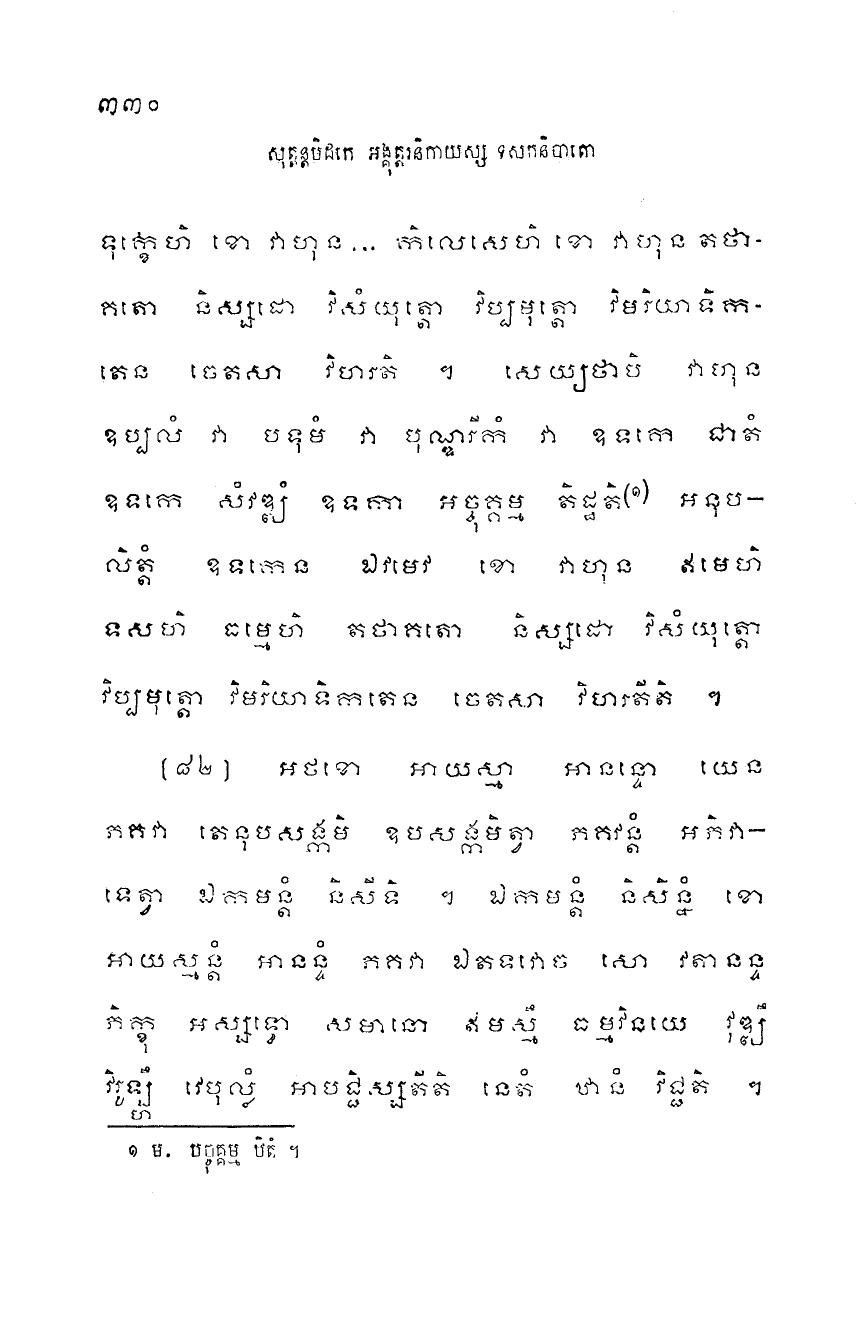 ៣៣០
សុត្តន្តបិដកេ អង្គុត្តរនិកាយស្ស ទសកនិបាតោ
ទុក្ខេហិ ខោ វាហុន... កិលេសេហិ ខោ វាហុន តថា-
គតោ និស្សដោ វិសំយុត្តោ វិប្បមុត្តោ វិមរិយាទិក-
តេន ចេតសា វិហរតិ ។ សេយ្យថាបិ វាហុន
ឧប្បលំ វា បទុមំ វា បុណ្ឌរីកំ វា ឧទកេ ជាតំ
ឧទកេ សំវឌ្ឍំ ឧទកា អច្ចុគ្គម្ម តិដ្ឋតិ(១) អនុប-
លិត្តំ ឧទកេន ឯវមេវ ខោ វាហុន ឥមេហិ
ទសហិ ធម្មេហិ តថាគតោ និស្សដោ វិសំយុត្តោ
វិប្បមុត្តោ វិមរិយាទិកតេន ចេតសា វិហរតីតិ ។
[៨២] អថខោ អាយស្មា អានន្ទោ យេន
ភគវា តេនុបសង្កមិ ឧបសង្កមិត្វា ភគវន្តំ អភិវា-
ទេត្វា ឯកមន្តំ និសីទិ ។ ឯកមន្តំ និសិន្នំ ខោ
អាយស្មន្តំ អានន្ទំ ភគវា ឯតទវោច សោ វតានន្ទ
ភិក្ខុ អស្សទ្ធោ សមានោ ឥមស្មឹ ធម្មវិនយេ វុឌ្ឍឹ
វិរូឡ្ហឹ វេបុល្លំ អាបជ្ជិស្សតីតិ នេតំ ឋានំ វិជ្ជតិ ។
១ ម. បច្ចុគ្គម្ម ឋិតំ ។